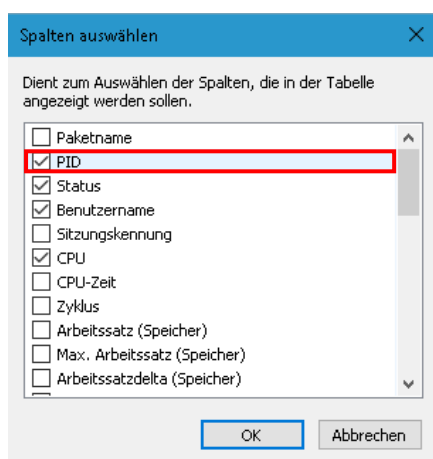 Spalten auswählen
Dient zum Auswählen der Spalten, die in der Tabelle
angezeigt werden sollen.
Paketname
PID
Status
Benutzername
Sitzungskennung
CPU
CPU-Zeit
Zyklus
Arbeitssatz (Speicher)
Max. Arbeitssatz (Speicher)
Arbeitssatzdelta (Speicher)
OK Abbrechen